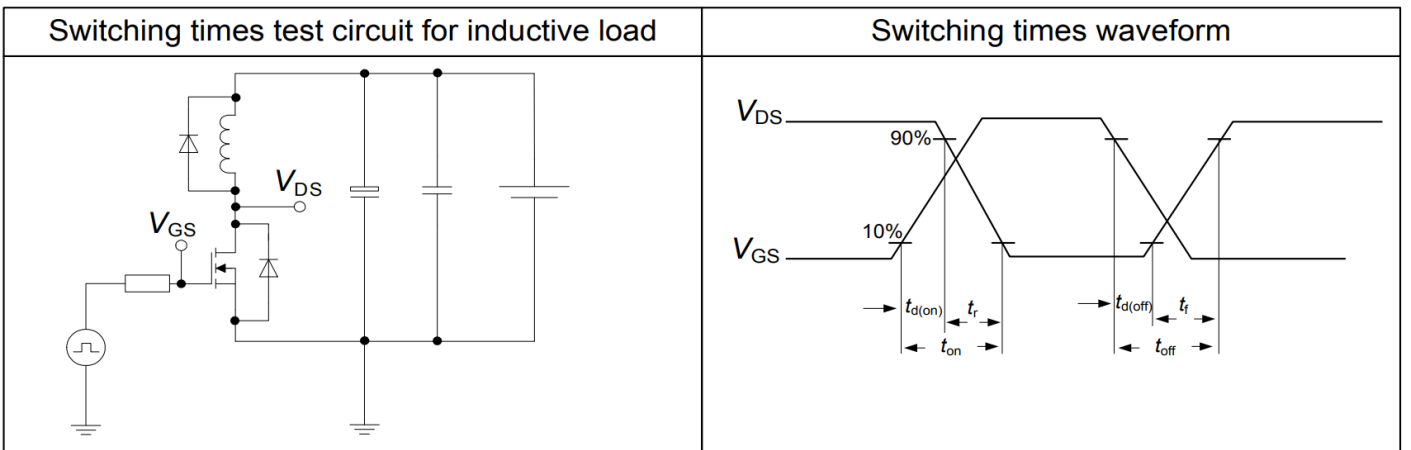 Switching times test circuit for inductive load
Switching times waveform
VDS
VGS
VDS
90%
10%
VGS
td(on) tr
td(off) tf
ton
toff